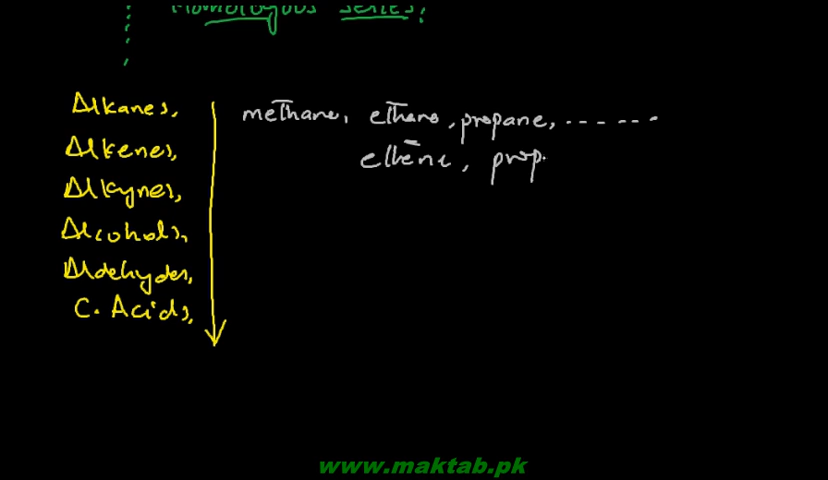 Homologous series:
Alkanes, methane, ethane, propane, ------
Alkenes, ethene, prop
Alkynes,
Alcohols,
Aldehydes,
C. Acids,
www.maktab.pk